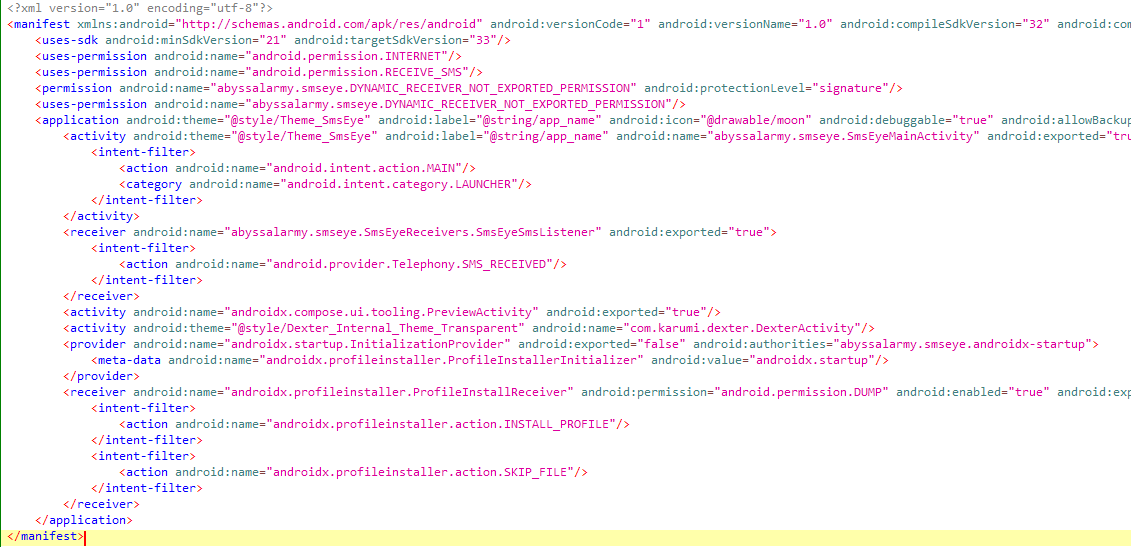 <?xml version="1.0" encoding="utf-8"?>
<manifest xmlns:android="http://schemas.android.com/apk/res/android" android:versionCode="1" android:versionName="1.0" android:compileSdkVersion="32" android:com
<uses-sdk android:minSdkVersion="21" android:targetSdkVersion="33"/>
<uses-permission android:name="android.permission.INTERNET"/>
<uses-permission android:name="android.permission.RECEIVE_SMS"/>
<permission android:name="abyssalarmy.smseye.DYNAMIC_RECEIVER_NOT_EXPORTED_PERMISSION" android:protectionLevel="signature"/>
<uses-permission android:name="abyssalarmy.smseye.DYNAMIC_RECEIVER_NOT_EXPORTED_PERMISSION"/>
<application android:theme="@style/Theme_SmsEye" android:label="@string/app_name" android:icon="@drawable/moon" android:debuggable="true" android:allowBackup
<activity android:theme="@style/Theme_SmsEye" android:label="@string/app_name" android:name="abyssalarmy.smseye.SmsEyeMainActivity" android:exported="tru
<intent-filter>
<action android:name="android.intent.action.MAIN"/>
<category android:name="android.intent.category.LAUNCHER"/>
</intent-filter>
</activity>
<receiver android:name="abyssalarmy.smseye.SmsEyeReceivers.SmsEyeSmsListener" android:exported="true">
<intent-filter>
<action android:name="android.provider.Telephony.SMS_RECEIVED"/>
</intent-filter>
</receiver>
<activity android:name="androidx.compose.ui.tooling.PreviewActivity" android:exported="true"/>
<activity android:theme="@style/Dexter_Internal_Theme_Transparent" android:name="com.karumi.dexter.DexterActivity"/>
<provider android:name="androidx.startup.InitializationProvider" android:exported="false" android:authorities="abyssalarmy.smseye.androidx-startup">
<meta-data android:name="androidx.profileinstaller.ProfileInstallerInitializer" android:value="androidx.startup"/>
</provider>
<receiver android:name="androidx.profileinstaller.ProfileInstallReceiver" android:permission="android.permission.DUMP" android:enabled="true" android:exp
<intent-filter>
<action android:name="androidx.profileinstaller.action.INSTALL_PROFILE"/>
</intent-filter>
<intent-filter>
<action android:name="androidx.profileinstaller.action.SKIP_FILE"/>
</intent-filter>
</receiver>
</application>
</manifest>